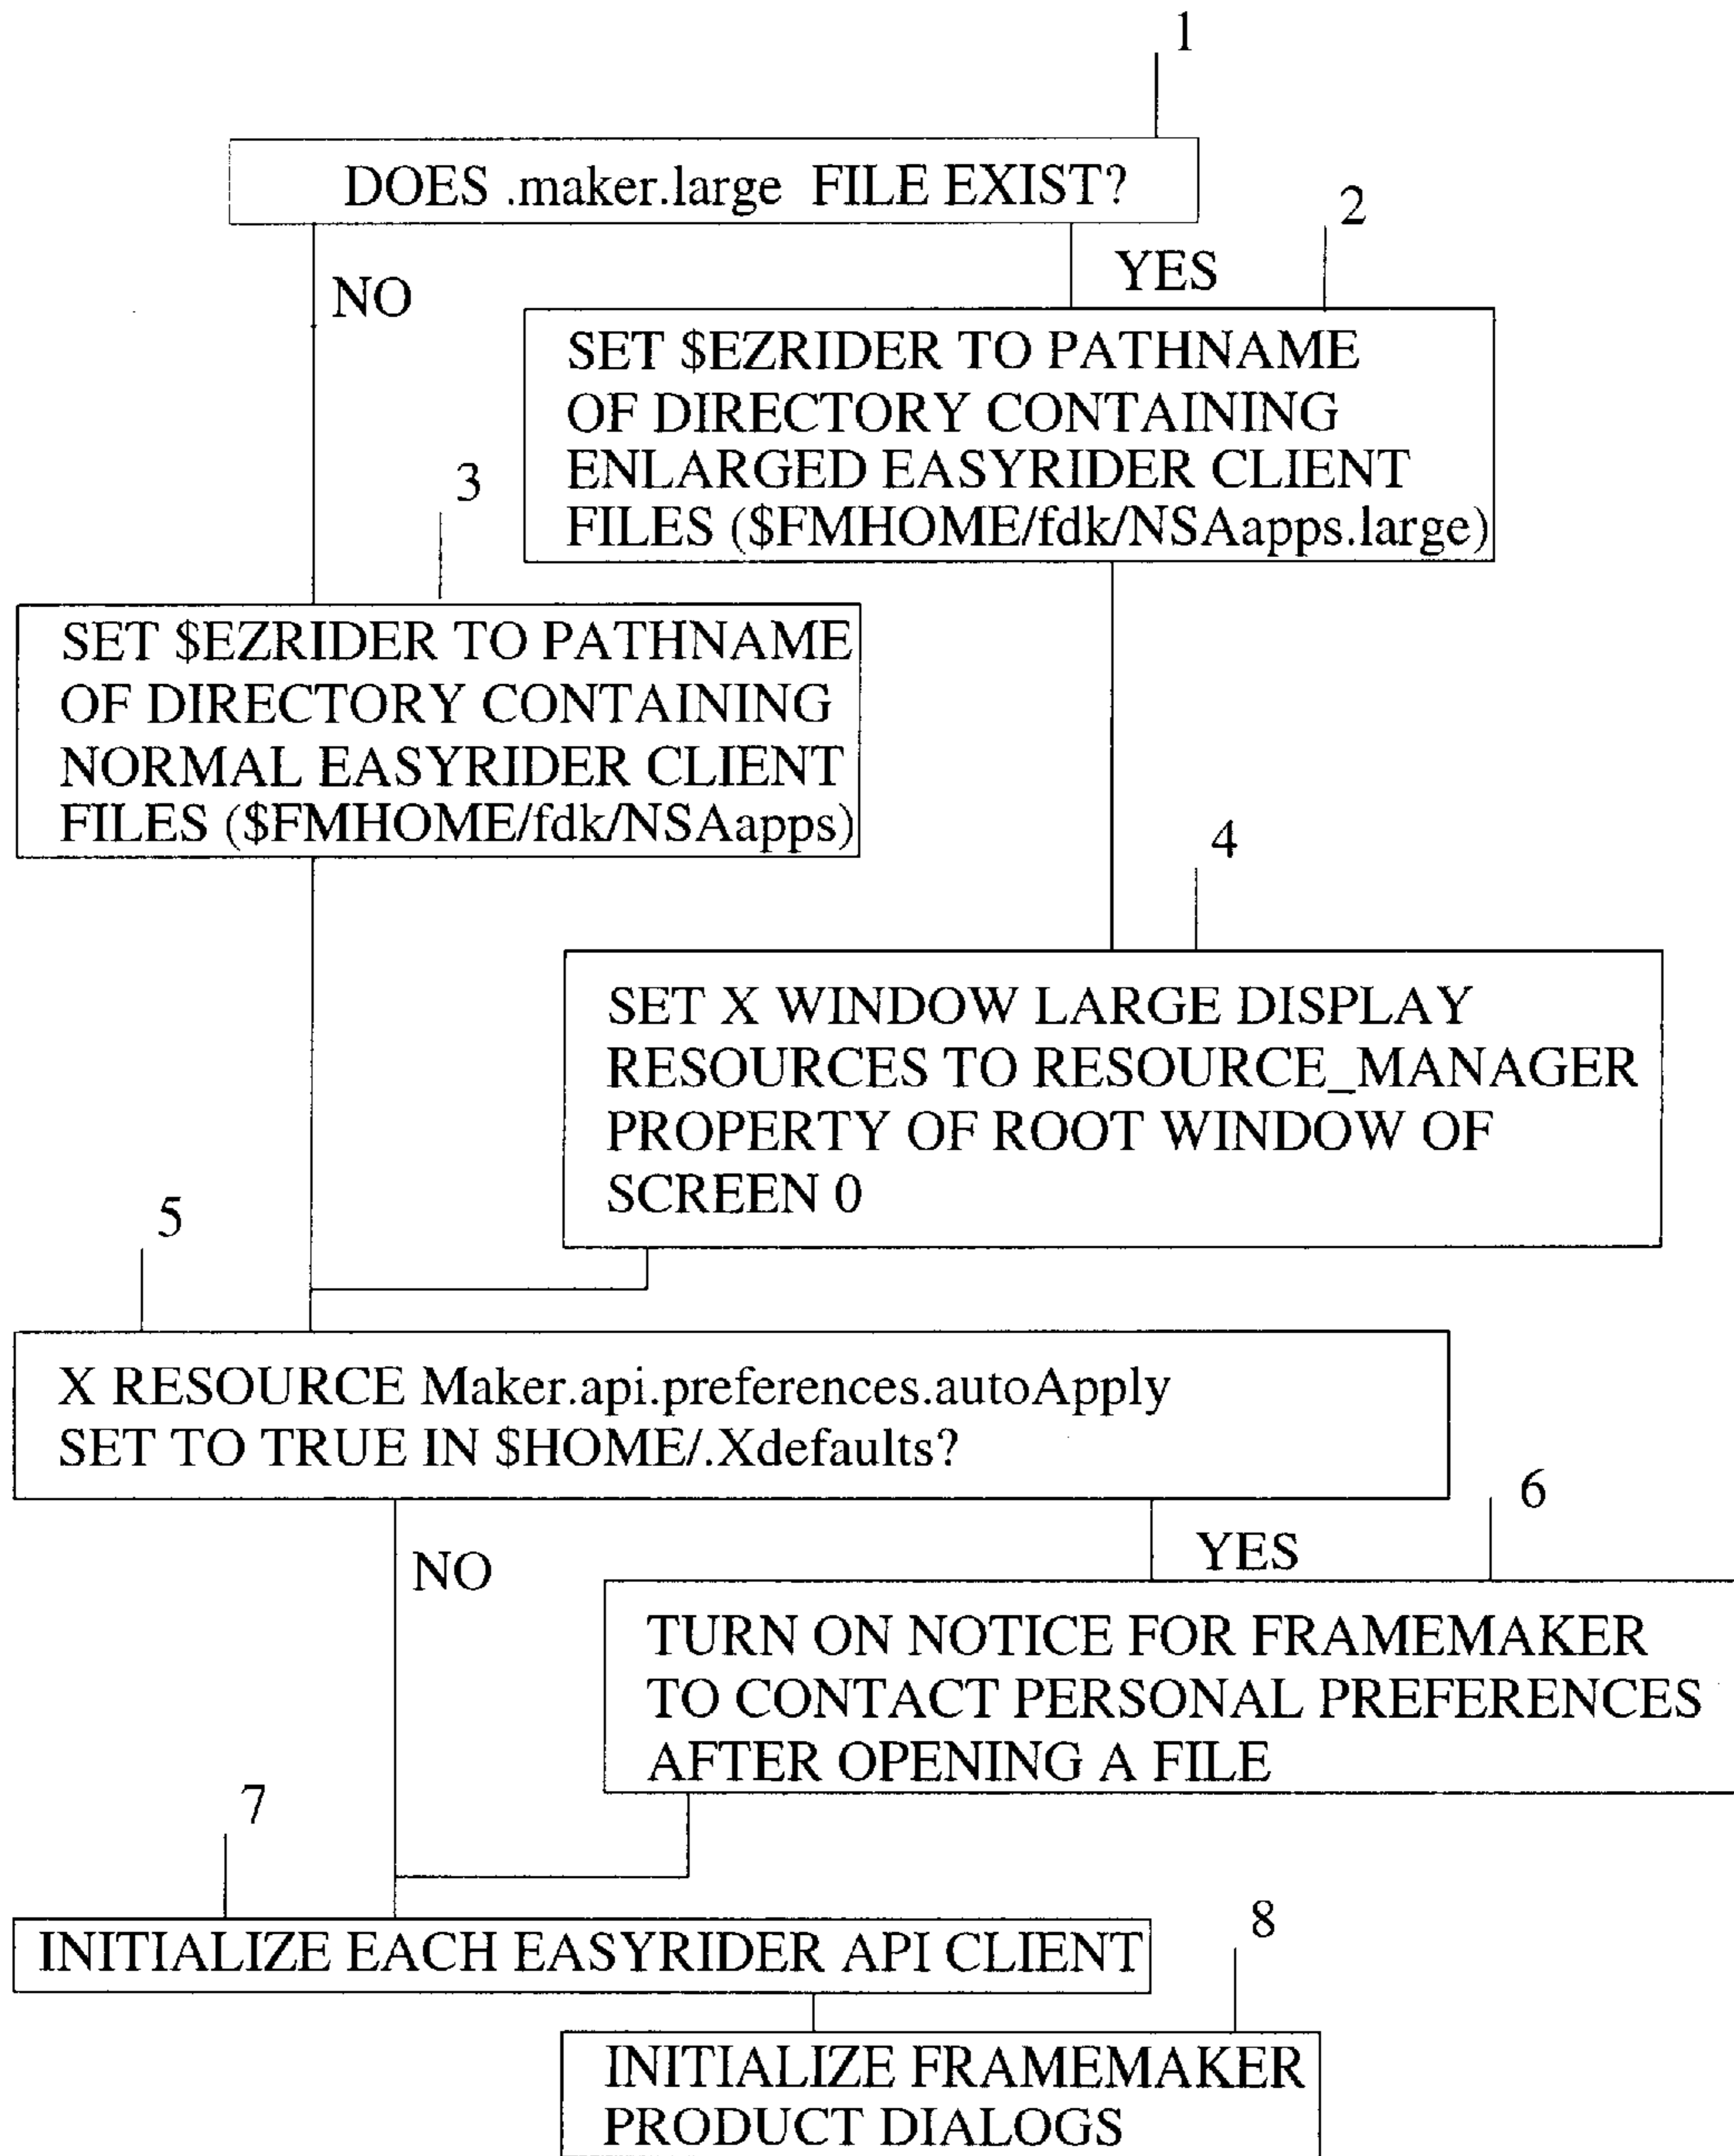 1
DOES .maker.large FILE EXIST?
2
NO
YES
SET $EZRIDER TO PATHNAME
OF DIRECTORY CONTAINING
ENLARGED EASYRIDER CLIENT
FILES ($FMHOME/fdk/NSAapps.large)
3
SET $EZRIDER TO PATHNAME
OF DIRECTORY CONTAINING
NORMAL EASYRIDER CLIENT
FILES ($FMHOME/fdk/NSAapps)
4
SET X WINDOW LARGE DISPLAY
RESOURCES TO RESOURCE_MANAGER
PROPERTY OF ROOT WINDOW OF
SCREEN 0
5
X RESOURCE Maker.api.preferences.autoApply
SET TO TRUE IN $HOME/.Xdefaults?
6
NO
YES
TURN ON NOTICE FOR FRAMEMAKER
TO CONTACT PERSONAL PREFERENCES
AFTER OPENING A FILE
7
INITIALIZE EACH EASYRIDER API CLIENT
8
INITIALIZE FRAMEMAKER
PRODUCT DIALOGS